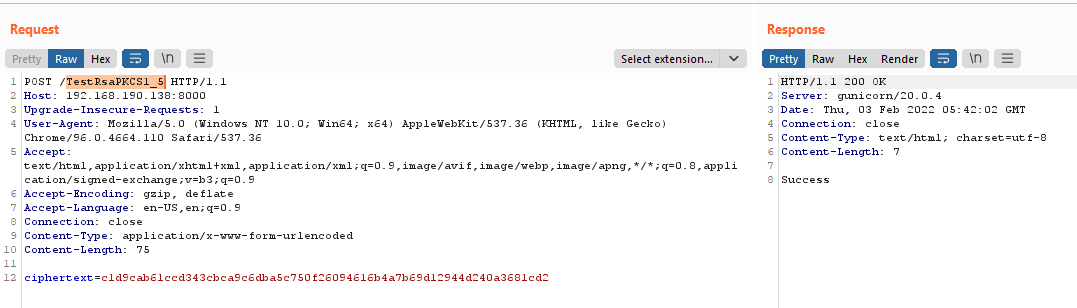 Request
Response
Pretty Raw Hex \n
Select extension...
Pretty Raw Hex Render \n
1 POST /TestRsaPKCS1_5 HTTP/1.1
2 Host: 192.168.190.138:8000
3 Upgrade-Insecure-Requests: 1
4 User-Agent: Mozilla/5.0 (Windows NT 10.0; Win64; x64) AppleWebKit/537.36 (KHTML, like Gecko)
Chrome/96.0.4664.110 Safari/537.36
5 Accept:
text/html,application/xhtml+xml,application/xml;q=0.9,image/avif,image/webp,image/apng,*/*;q=0.8,appli
cation/signed-exchange;v=b3;q=0.9
6 Accept-Encoding: gzip, deflate
7 Accept-Language: en-US,en;q=0.9
8 Connection: close
9 Content-Type: application/x-www-form-urlencoded
10 Content-Length: 75
11
12 ciphertext=c1d9cab61ccd343cbca9c6dba5c750f26094616b4a7b69d12944d240a3681cd2
1 HTTP/1.1 200 OK
2 Server: gunicorn/20.0.4
3 Date: Thu, 03 Feb 2022 05:42:02 GMT
4 Connection: close
5 Content-Type: text/html; charset=utf-8
6 Content-Length: 7
7
8 Success